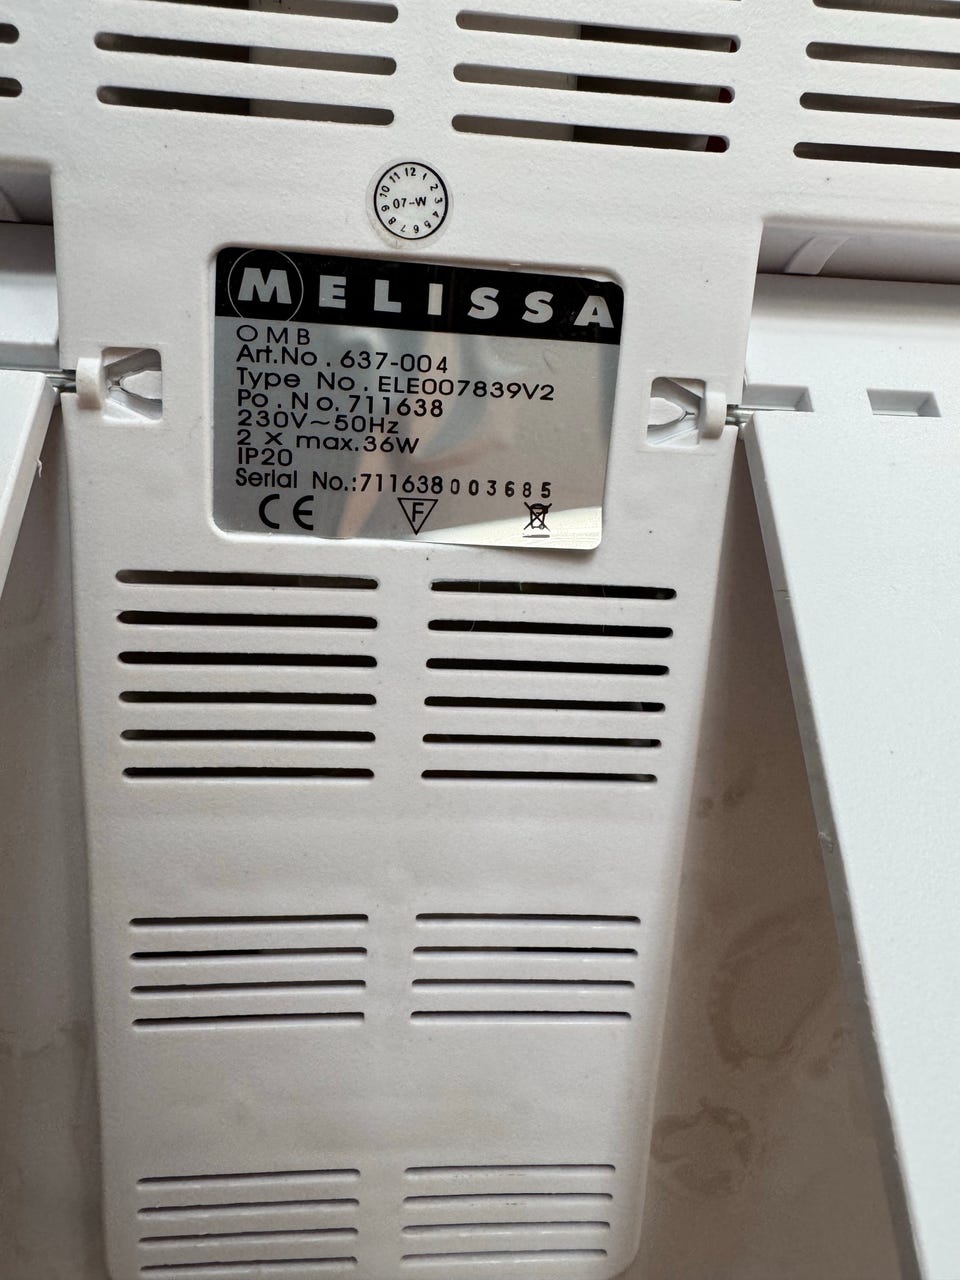 12 1 2 3 4 5 6 7 8 9 10 11
07-W
MELISSA
OMB
Art.No. 637-004
Type No. ELE007839V2
Po. No. 711638
230V~50Hz
2 x max.36W
IP20
Serial No.:711638003685
CE F